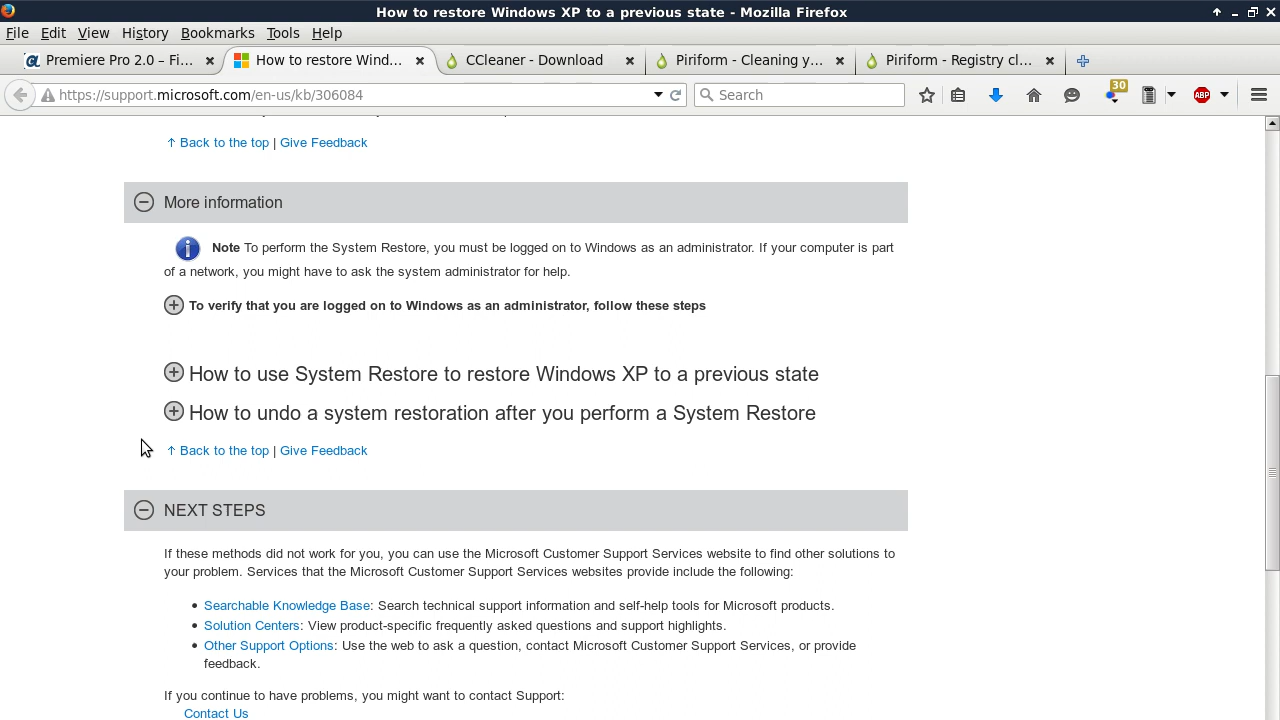 How to restore Windows XP to a previous state - Mozilla Firefox
File Edit View History Bookmarks Tools Help
Premiere Pro 2.0 – Fi... How to restore Wind... CCleaner - Download Piriform - Cleaning y... Piriform - Registry cl...
https://support.microsoft.com/en-us/kb/306084 Search 30 ABP
↑ Back to the top | Give Feedback
More information
Note To perform the System Restore, you must be logged on to Windows as an administrator. If your computer is part
of a network, you might have to ask the system administrator for help.
To verify that you are logged on to Windows as an administrator, follow these steps
How to use System Restore to restore Windows XP to a previous state
How to undo a system restoration after you perform a System Restore
↑ Back to the top | Give Feedback
NEXT STEPS
If these methods did not work for you, you can use the Microsoft Customer Support Services website to find other solutions to
your problem. Services that the Microsoft Customer Support Services websites provide include the following:
• Searchable Knowledge Base: Search technical support information and self-help tools for Microsoft products.
• Solution Centers: View product-specific frequently asked questions and support highlights.
• Other Support Options: Use the web to ask a question, contact Microsoft Customer Support Services, or provide
feedback.
If you continue to have problems, you might want to contact Support:
Contact Us